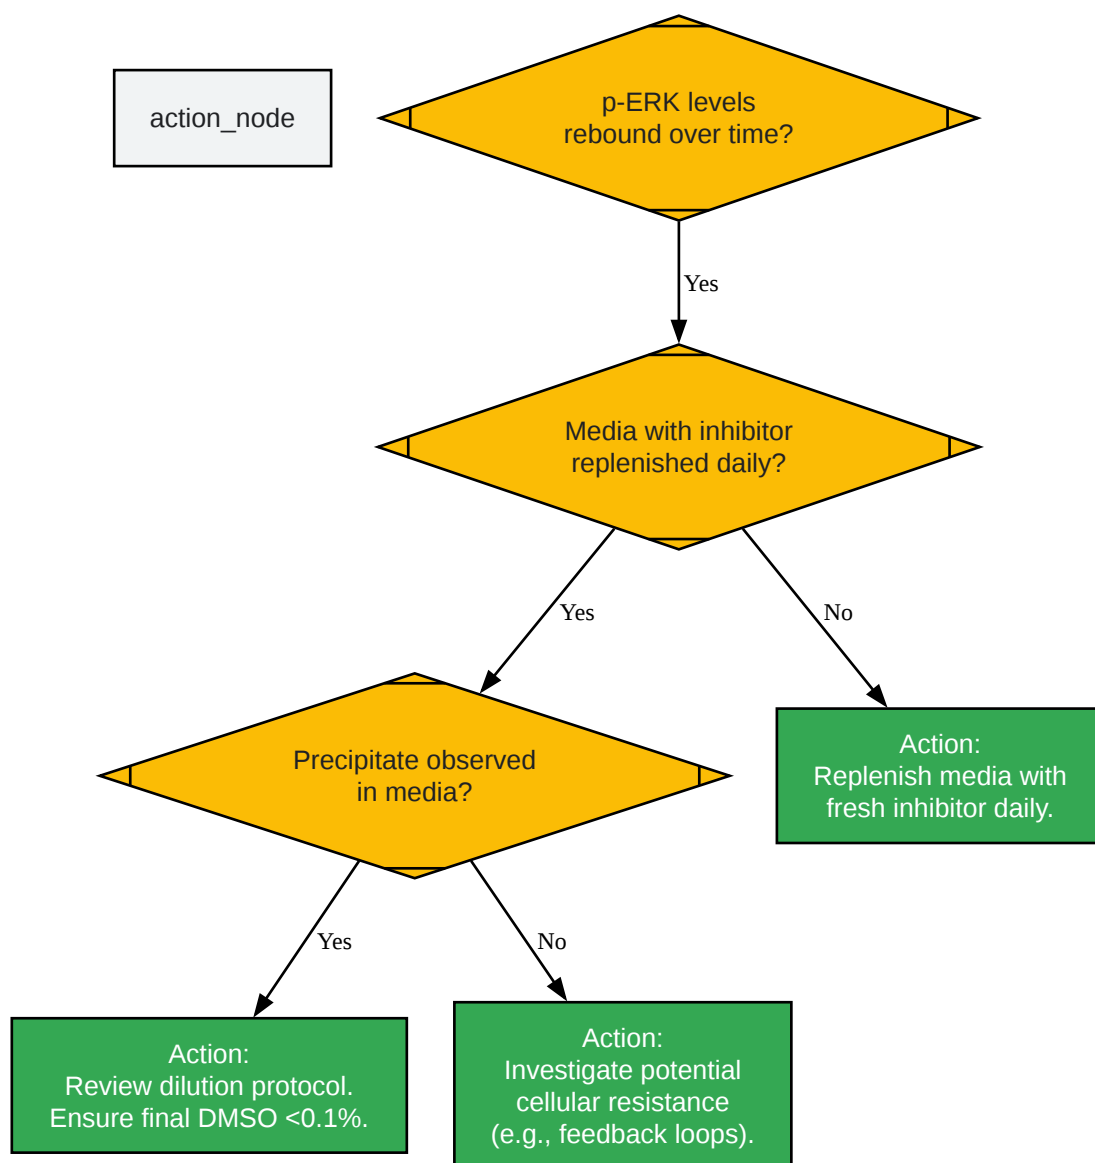 action_node
p-ERK levels
rebound over time?
Yes
Media with inhibitor
replenished daily?
Yes
No
Precipitate observed
in media?
Action:
Replenish media with
fresh inhibitor daily.
Yes
No
Action:
Review dilution protocol.
Ensure final DMSO <0.1%.
Action:
Investigate potential
cellular resistance
(e.g., feedback loops).